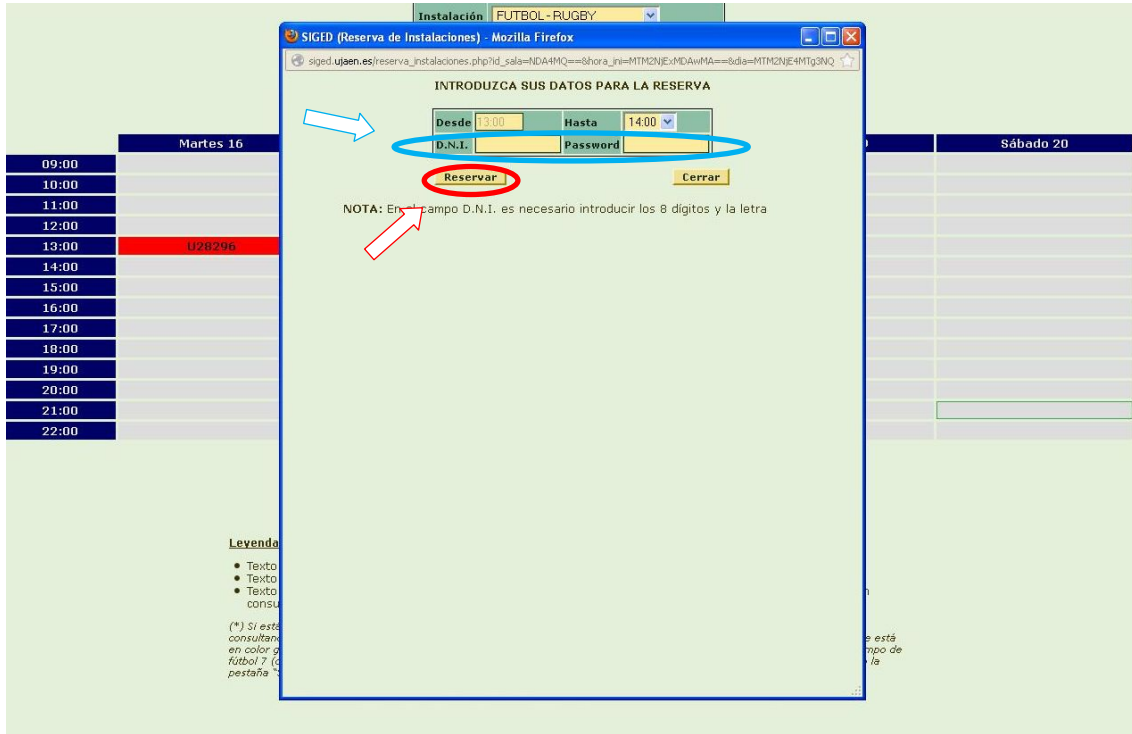 Instalación FUTBOL-RUGBY
SIGED (Reserva de Instalaciones) - Mozilla Firefox
siged.ujaen.es/reserva_instalaciones.php?id_sala=NDA4MQ==&hora_ini=MTM2NjExMDAwMA==&dia=MTM2NjE4MTg3NQ
INTRODUZCA SUS DATOS PARA LA RESERVA
Desde 13:00 Hasta 14:00
D.N.I. Password
Reservar Cerrar
NOTA: En el campo D.N.I. es necesario introducir los 8 dígitos y la letra
Martes 16 Sábado 20
09:00
10:00
11:00
12:00
13:00 U28296
14:00
15:00
16:00
17:00
18:00
19:00
20:00
21:00
22:00
Leyenda
Texto
Texto
Texto
consu
(*) Si está
consultan e está
en color g mpo de
fútbol 7 (c la
pestaña "S